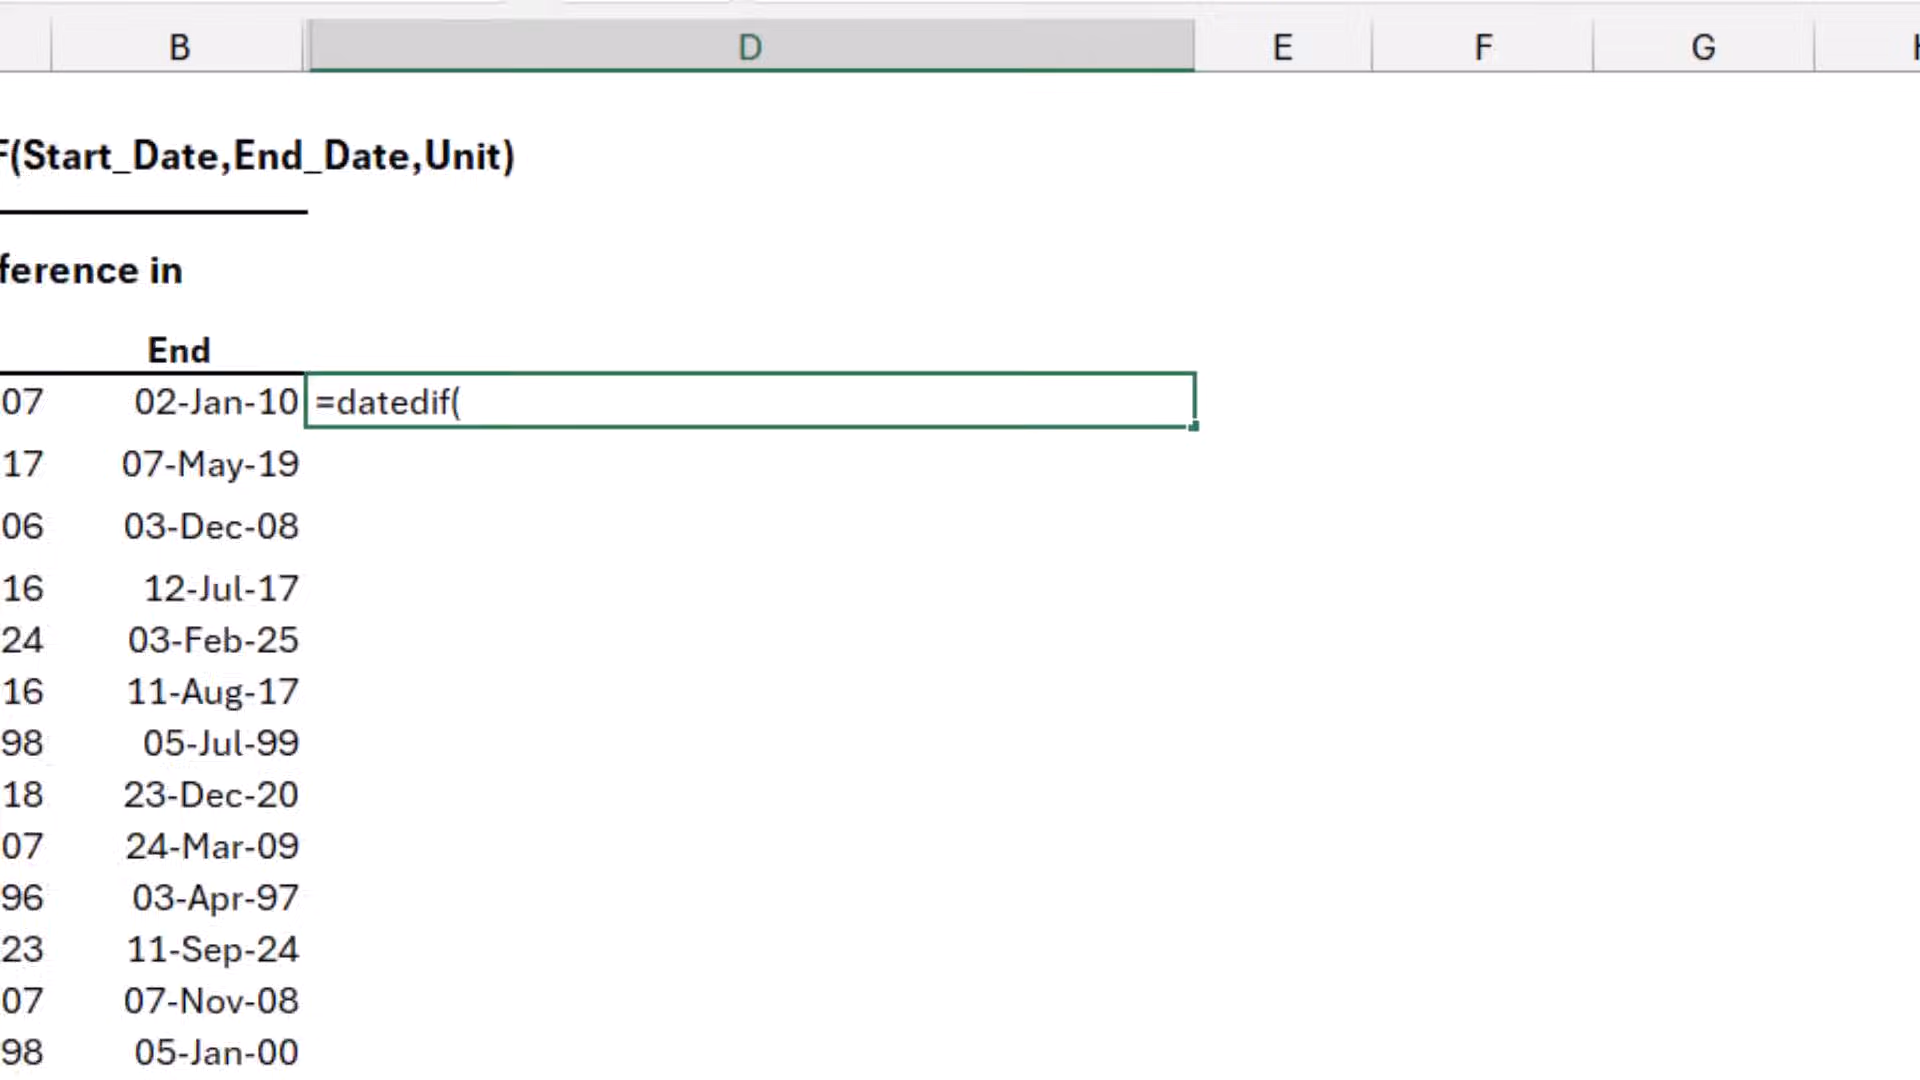 B D E F G
F(Start_Date,End_Date,Unit)
ference in
End
07 02-Jan-10 =datedif(
17 07-May-19
06 03-Dec-08
16 12-Jul-17
24 03-Feb-25
16 11-Aug-17
98 05-Jul-99
18 23-Dec-20
07 24-Mar-09
96 03-Apr-97
23 11-Sep-24
07 07-Nov-08
98 05-Jan-00